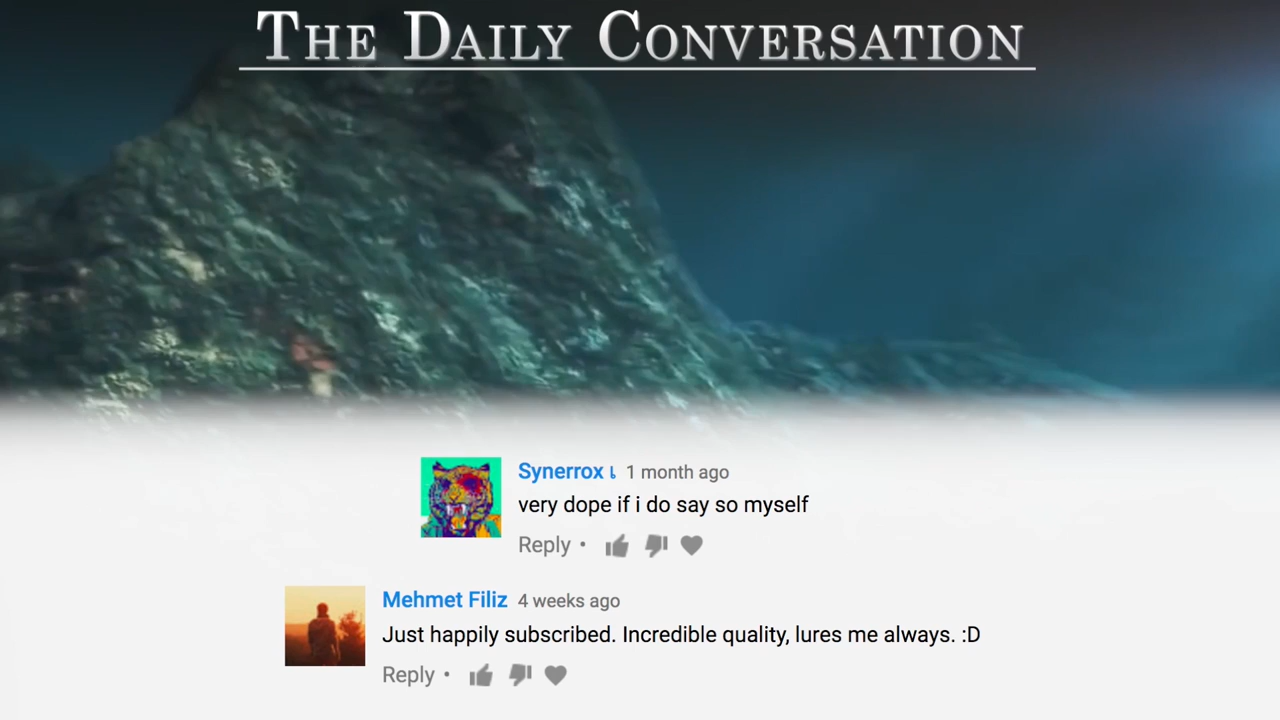 THE DAILY CONVERSATION
Synerrox 1 month ago
very dope if i do say so myself
Reply •
Mehmet Filiz 4 weeks ago
Just happily subscribed. Incredible quality, lures me always. :D
Reply •